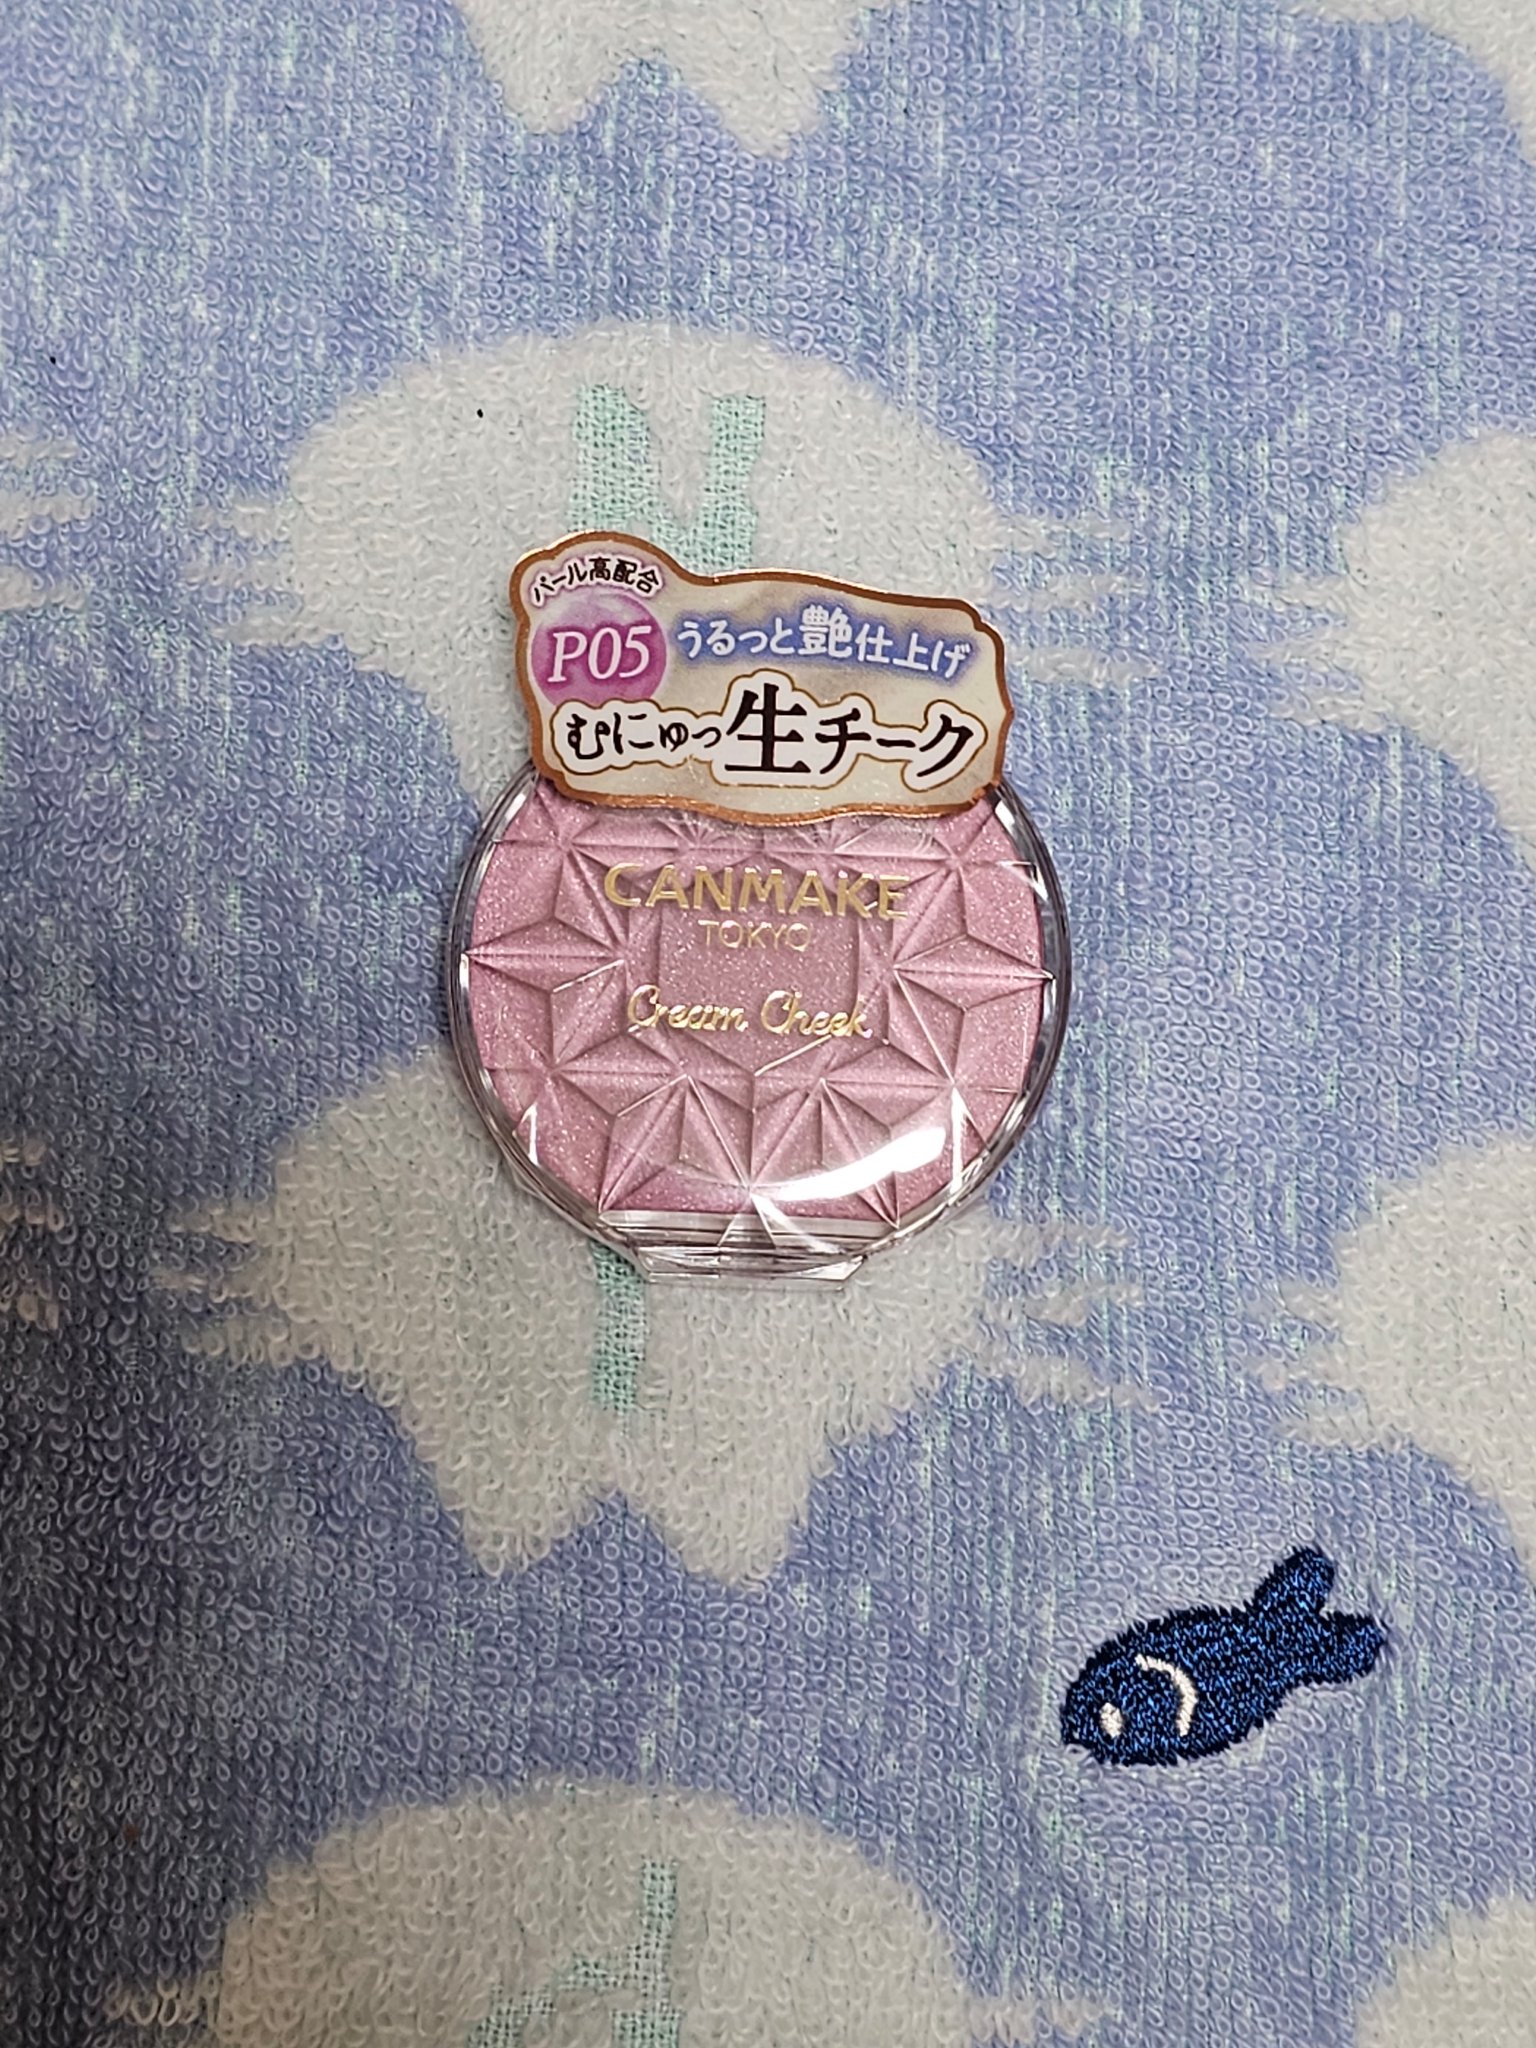 パール高配合
P05
うるっと艶仕上げ
むにゅっ生チーク
CANMAKE
TOKYO
Cream Cheek